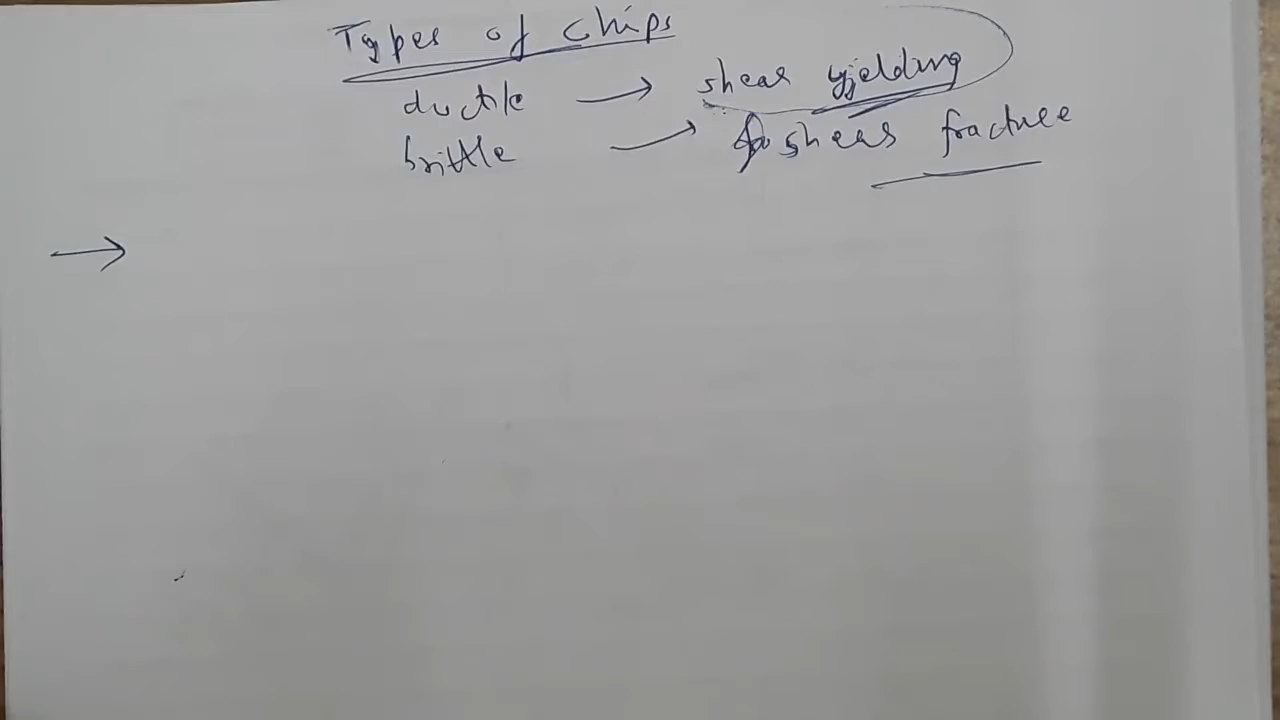 Types of chips
ductile → shear yielding
brittle → shear fracture
→